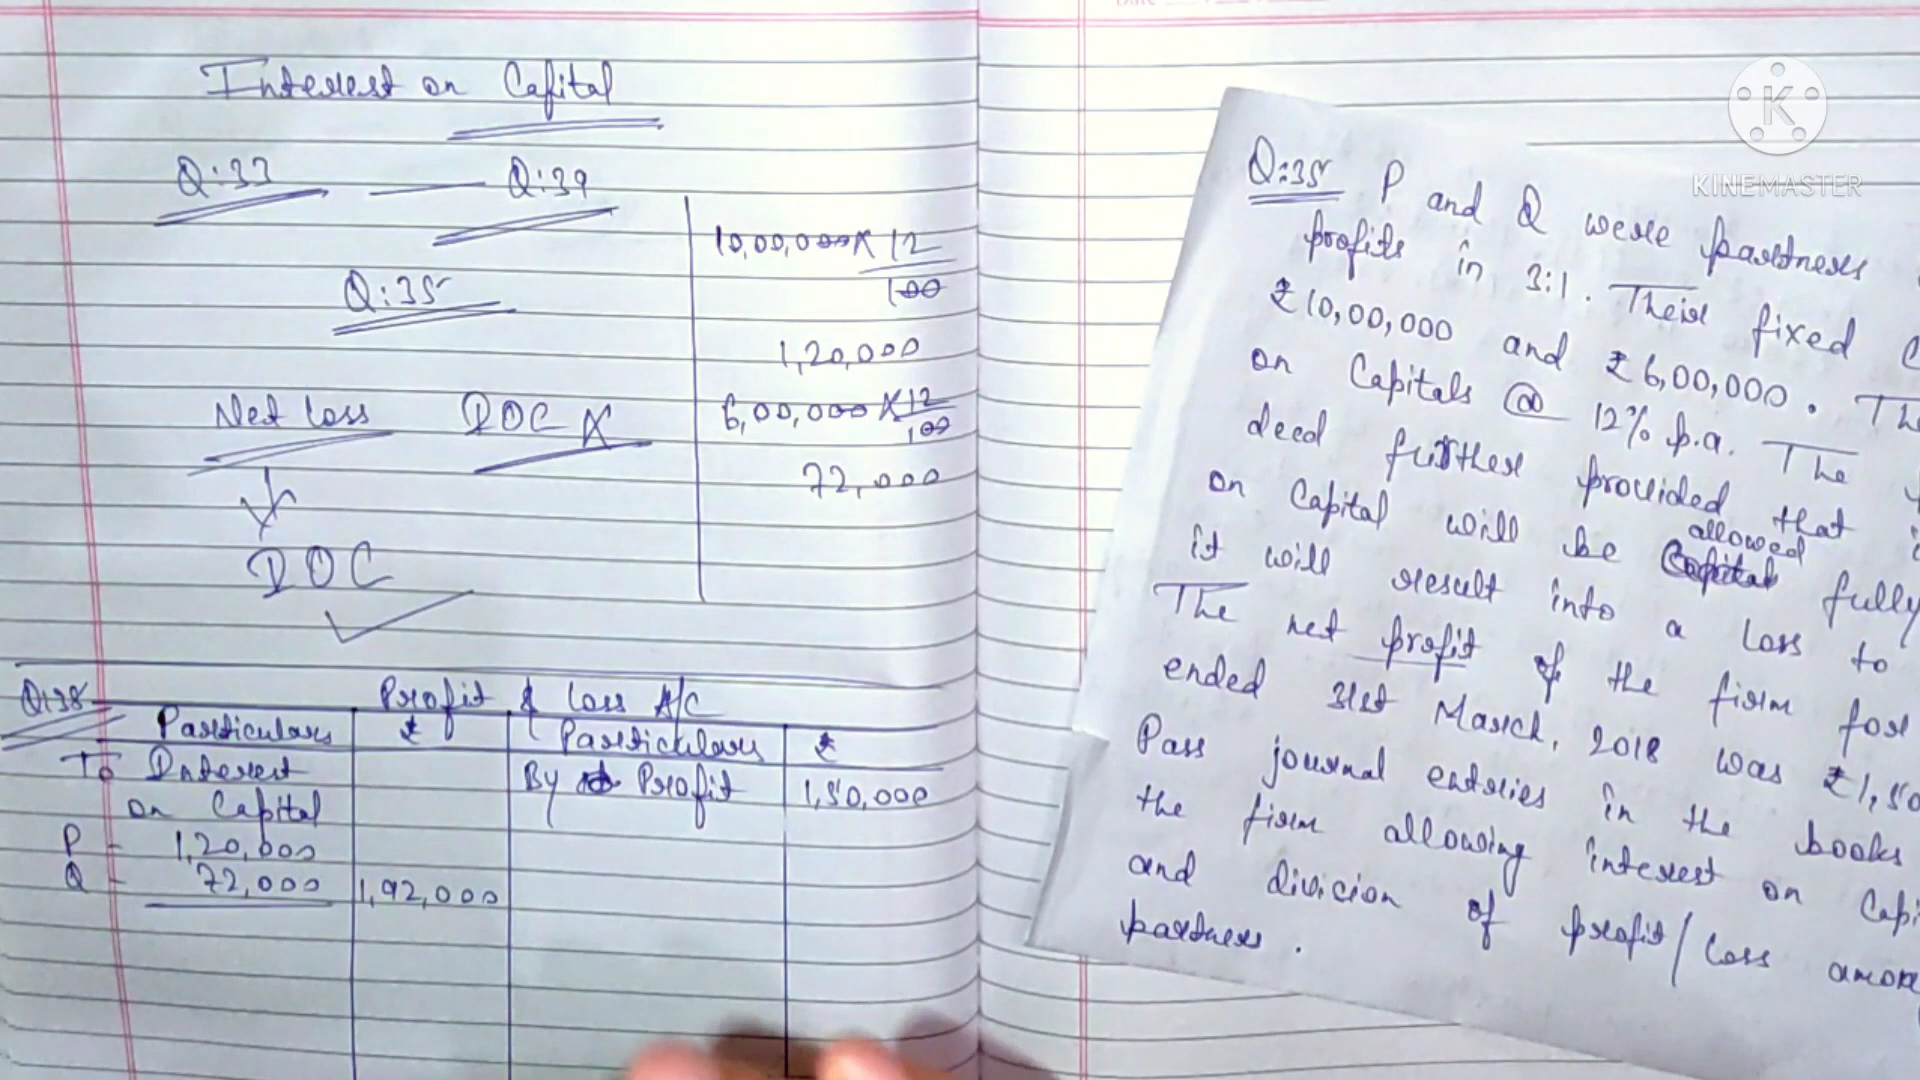 Interest on Capital
Q:33 — Q:39
Q:35
Net loss IOC X
IOC
10,00,000 X 12
100
1,20,000
6,00,000 X 12
100
72,000
Q:35
Profit & Loss A/C
Particulars ₹ Particulars ₹
To Interest on Capital
P - 1,20,000
Q - 72,000 1,92,000
By Profit 1,50,000
Q:35 P and Q were partners
profits in 3:1. Their fixed
₹10,00,000 and ₹6,00,000. The
on Capitals @ 12% p.a. The
deed further provided that
on Capital will be allowed fully
it will result into a loss to
The net profit of the firm for
ended 31st March, 2018 was ₹1,50
Pass journal entries in the books
the firm allowing interest on Capi
and division of profit/loss among
partners.
KINEMASTER